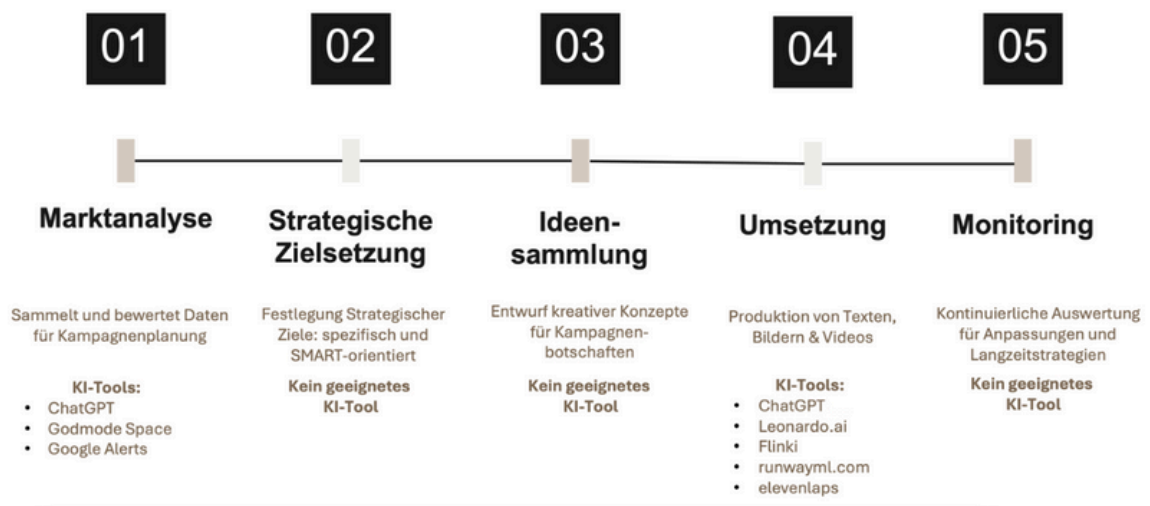 01
02
03
04
05
Marktanalyse
Sammelt und bewertet Daten
für Kampagnenplanung
KI-Tools:
• ChatGPT
• Godmode Space
• Google Alerts
Strategische
Zielsetzung
Festlegung Strategischer
Ziele: spezifisch und
SMART-orientiert
Kein geeignetes
KI-Tool
Ideen-
sammlung
Entwurf kreativer Konzepte
für Kampagnen-
botschaften
Kein geeignetes
KI-Tool
Umsetzung
Produktion von Texten,
Bildern & Videos
KI-Tools:
• ChatGPT
• Leonardo.ai
• Flinki
• runwayml.com
• elevenlaps
Monitoring
Kontinuierliche Auswertung
für Anpassungen und
Langzeitstrategien
Kein geeignetes
KI-Tool